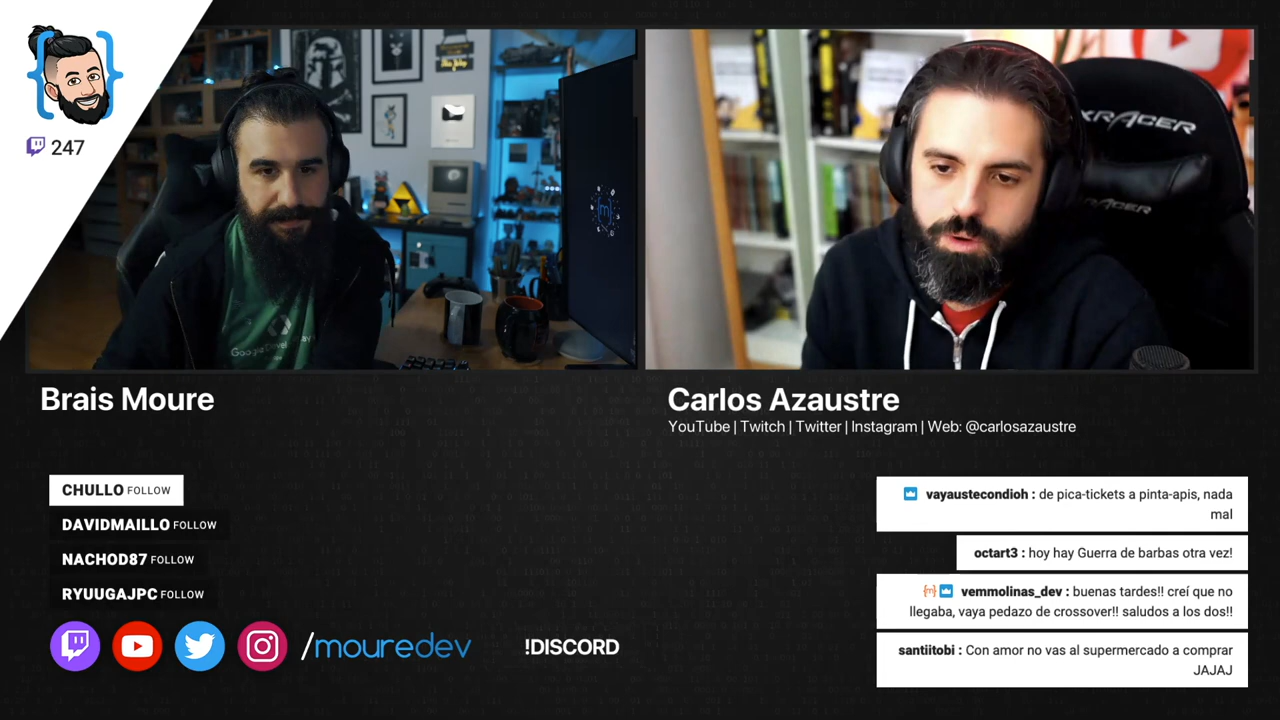 247
XRACER
RACER
Google Devel
{m}
Brais Moure
Carlos Azaustre
YouTube | Twitch | Twitter | Instagram | Web: @carlosazaustre
CHULLO FOLLOW
DAVIDMAILLO FOLLOW
NACHOD87 FOLLOW
RYUUGAJPC FOLLOW
/mouredev
!DISCORD
vayaustecondioh : de pica-tickets a pinta-apis, nada
mal
octart3 : hoy hay Guerra de barbas otra vez!
{m} vemmolinas_dev : buenas tardes!! creí que no
llegaba, vaya pedazo de crossover!! saludos a los dos!!
santiitobi : Con amor no vas al supermercado a comprar
JAJAJ